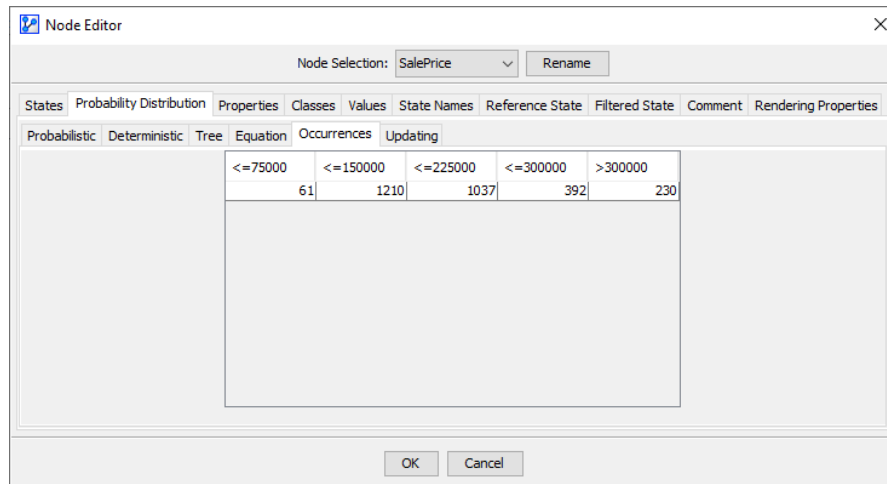 Node Editor
Node Selection: SalePrice Rename
States Probability Distribution Properties Classes Values State Names Reference State Filtered State Comment Rendering Properties
Probabilistic Deterministic Tree Equation Occurrences Updating
<=75000 <=150000 <=225000 <=300000 >300000
61 1210 1037 392 230
OK Cancel